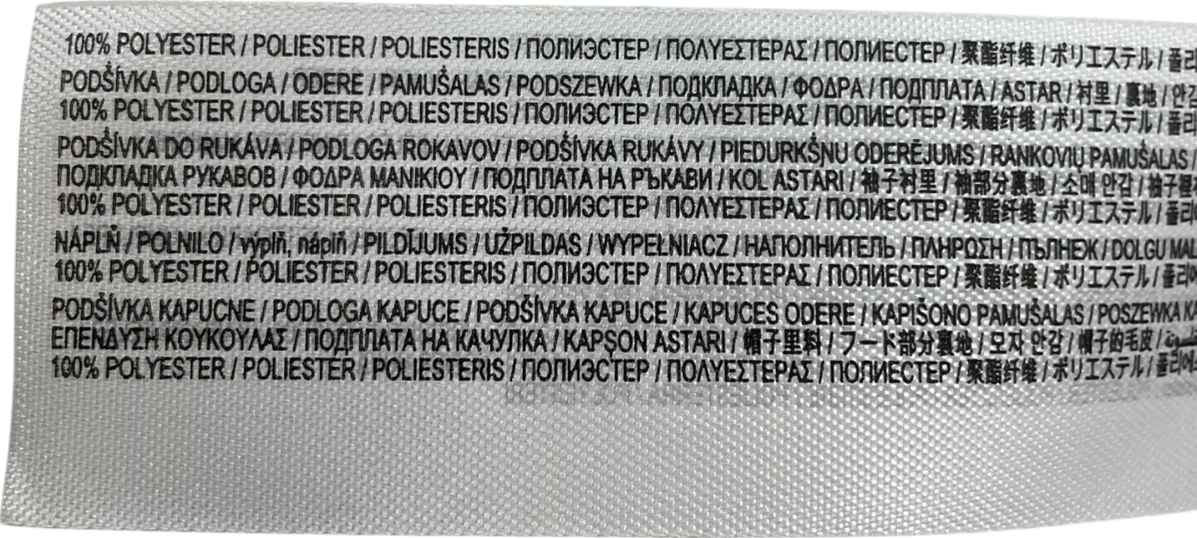 100% POLYESTER / POLIESTER / POLIESTERIS / ПОЛИЭСТЕР / ΠΟΛΥΕΣΤΕΡΑΣ / ПОЛИЕСТЕР / 聚酯纤维 / ポリエステル /
PODŠÍVKA / PODLOGA / ODERE / PAMUŠALAS / PODSZEWKA / ПОДКЛАДКА / ΦΟΔΡΑ / ПОДПЛАТА / ASTAR / 衬里 / 裏地 /
100% POLYESTER / POLIESTER / POLIESTERIS / ПОЛИЭСТЕР / ΠΟΛΥΕΣΤΕΡΑΣ / ПОЛИЕСТЕР / 聚酯纤维 / ポリエステル /
PODŠÍVKA DO RUKÁVA / PODLOGA ROKAVOV / PODŠÍVKA RUKÁVY / PIEDURKŠŅU ODERĒJUMS / RANKOVIŲ PAMUŠALAS /
ПОДКЛАДКА РУКАВОВ / ΦΟΔΡΑ ΜΑΝΙΚΙΟΥ / ПОДПЛАТА НА РЪКАВИ / KOL ASTARI / 袖子衬里 / 袖部分裏地 / 소매 안감 /
100% POLYESTER / POLIESTER / POLIESTERIS / ПОЛИЭСТЕР / ΠΟΛΥΕΣΤΕΡΑΣ / ПОЛИЕСТЕР / 聚酯纤维 / ポリエステル /
NÁPLŇ / POLNILO / výplň, náplň / PILDĪJUMS / UŽPILDAS / WYPEŁNIACZ / НАПОЛНИТЕЛЬ / ΠΛΗΡΩΣΗ / ПЪЛНЕЖ / DOLGU
100% POLYESTER / POLIESTER / POLIESTERIS / ПОЛИЭСТЕР / ΠΟΛΥΕΣΤΕΡΑΣ / ПОЛИЕСТЕР / 聚酯纤维 / ポリエステル /
PODŠÍVKA KAPUCNE / PODLOGA KAPUCE / PODŠÍVKA KAPUCE / KAPUCES ODERE / KAPIŠONO PAMUŠALAS / POSZEWKA
ΕΠΕΝΔΥΣΗ ΚΟΥΚΟΥΛΑΣ / ПОДПЛАТА НА КАЧУЛКА / KAPŞON ASTARI / 帽子里料 / フード部分裏地 / 모자 안감 / 帽子的毛皮 /
100% POLYESTER / POLIESTER / POLIESTERIS / ПОЛИЭСТЕР / ΠΟΛΥΕΣΤΕΡΑΣ / ПОЛИЕСТЕР / 聚酯纤维 / ポリエステル /